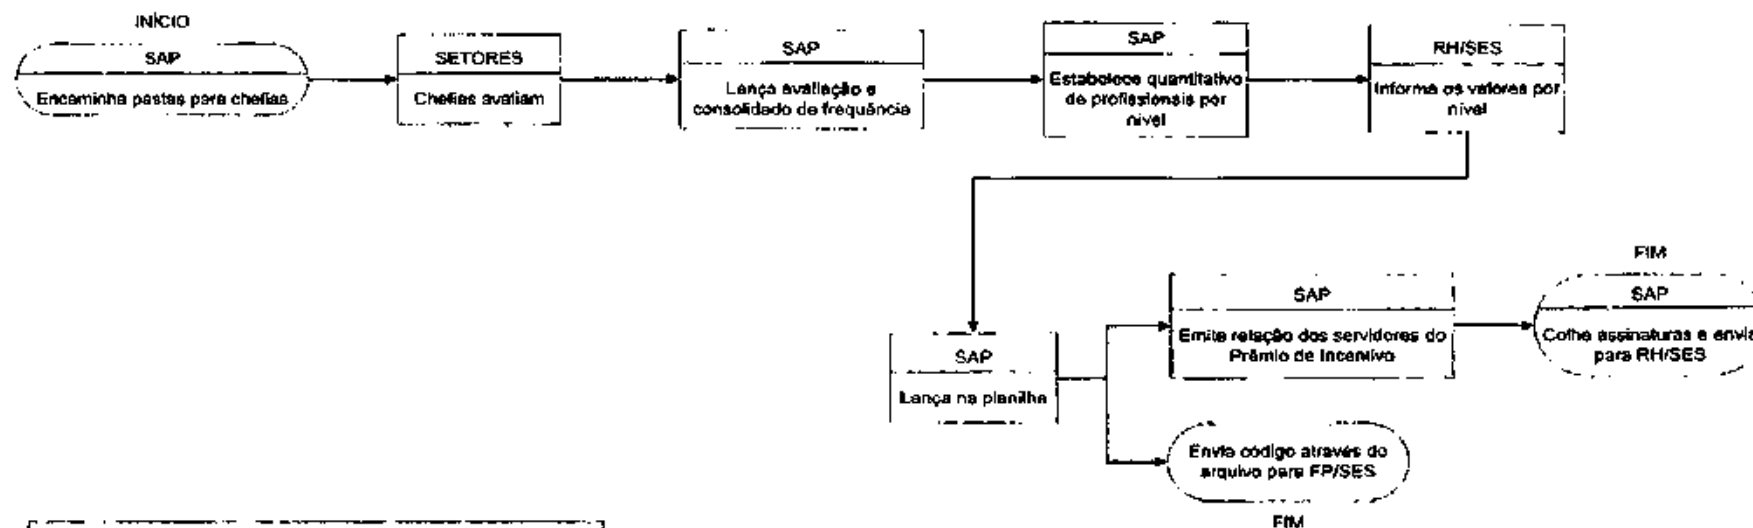 INÍCIO
SAP
Encaminha pastas para chefias
SETORES
Chefias avaliam
SAP
Lança avaliação e
consolidado de frequência
SAP
Estabelece quantitativo
de profissionais por
nível
RH/SES
Informa os valores por
nível
SAP
Lança na planilha
SAP
Emite relação dos servidores do
Prêmio de Incentivo
FIM
SAP
Colhe assinaturas e envia
para RH/SES
Envia código através do
arquivo para FP/SES
FIM